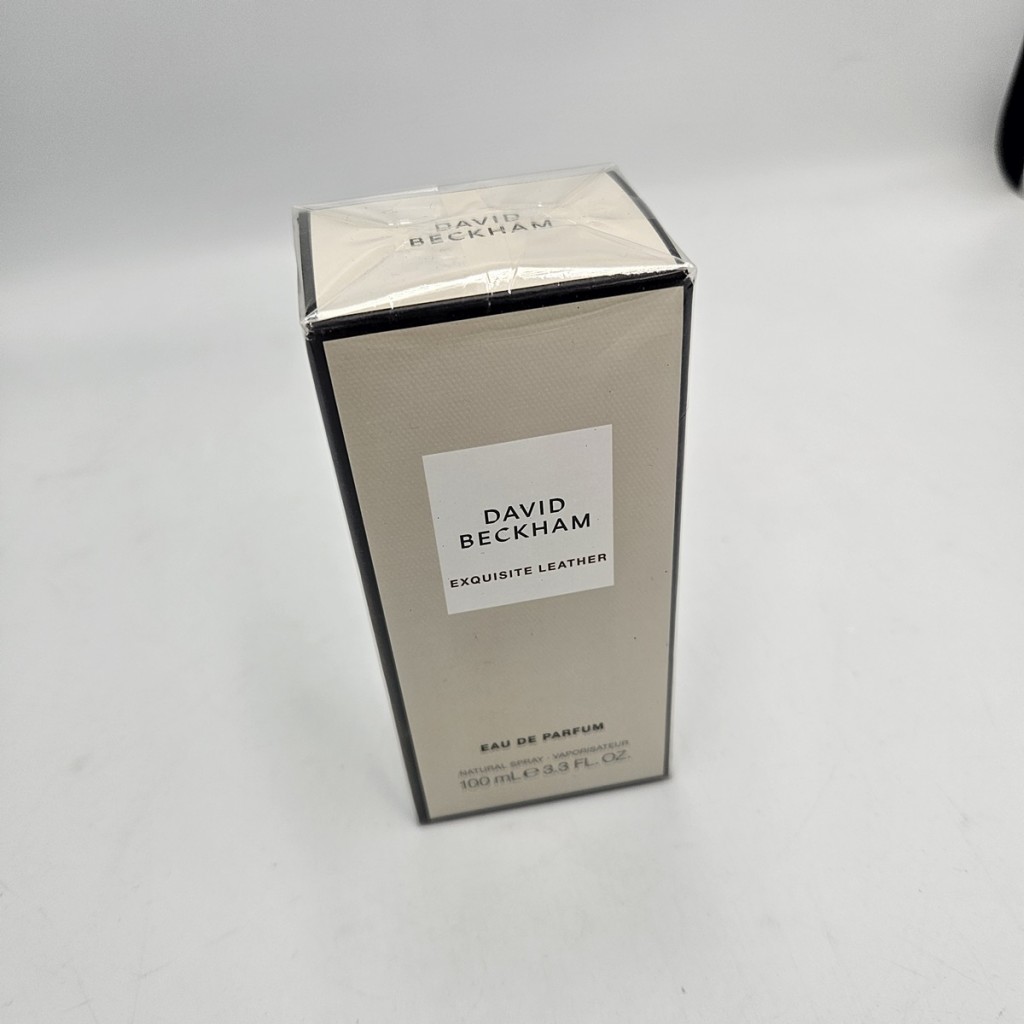 DAVID
BECKHAM
DAVID
BECKHAM
EXQUISITE LEATHER
EAU DE PARFUM
NATURAL SPRAY - VAPORISATEUR
100 mL ℮ 3.3 FL. OZ.